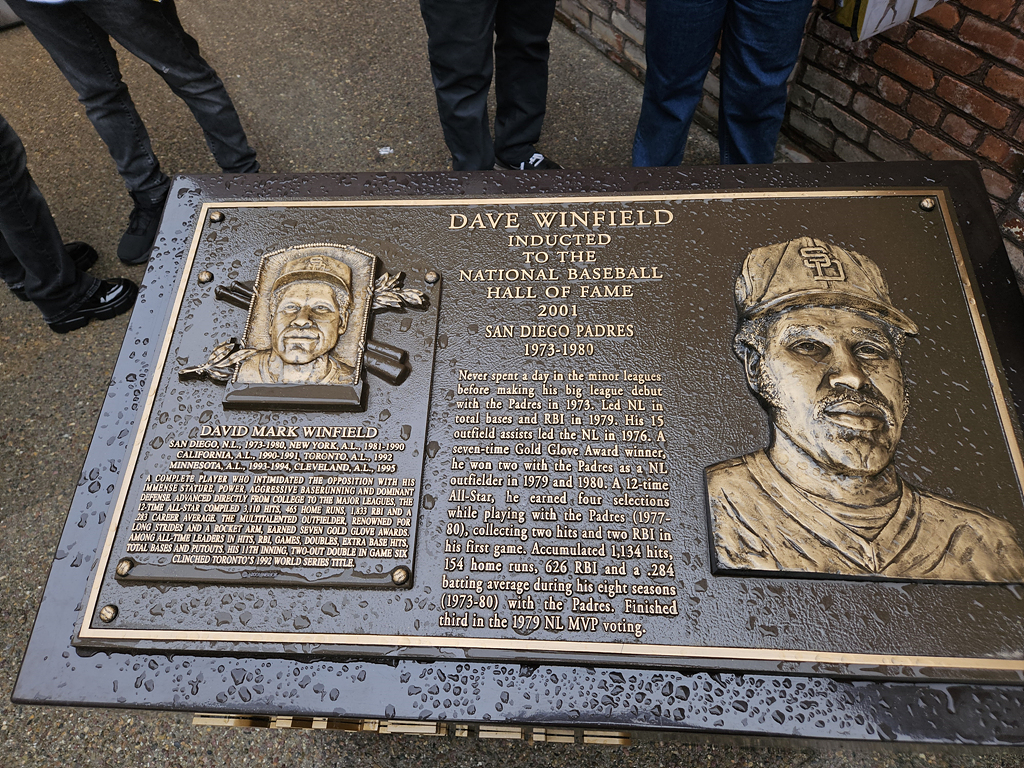 DAVE WINFIELD
INDUCTED
TO THE
NATIONAL BASEBALL
HALL OF FAME
2001
SAN DIEGO PADRES
1973-1980
Never spent a day in the minor leagues
before making his big league debut
with the Padres in 1973. Led NL in
total bases and RBI in 1979. His 15
outfield assists led the NL in 1976. A
seven-time Gold Glove Award winner,
he won two with the Padres as a NL
outfielder in 1979 and 1980. A 12-time
All-Star, he earned four selections
while playing with the Padres (1977-
80), collecting two hits and two RBI in
his first game. Accumulated 1,134 hits,
154 home runs, 626 RBI and a .284
batting average during his eight seasons
(1973-80) with the Padres. Finished
third in the 1979 NL MVP voting.
DAVID MARK WINFIELD
SAN DIEGO, N.L., 1973-1980, NEW YORK, A.L., 1981-1990
CALIFORNIA, A.L., 1990-1991, TORONTO, A.L., 1992
MINNESOTA, A.L., 1993-1994, CLEVELAND, A.L., 1995
A COMPLETE PLAYER WHO INTIMIDATED THE OPPOSITION WITH HIS
IMMENSE STATURE, POWER, AGGRESSIVE BASERUNNING AND DOMINANT
DEFENSE. ADVANCED DIRECTLY FROM COLLEGE TO THE MAJOR LEAGUES. THE
12-TIME ALL-STAR COMPILED 3,110 HITS, 465 HOME RUNS, 1,833 RBI AND A
.283 CAREER AVERAGE. THE MULTITALENTED OUTFIELDER, RENOWNED FOR
LONG STRIDES AND A ROCKET ARM, EARNED SEVEN GOLD GLOVE AWARDS.
AMONG ALL-TIME LEADERS IN HITS, RBI, GAMES, DOUBLES, EXTRA BASE HITS,
TOTAL BASES AND PUTOUTS. HIS 11TH INNING, TWO-OUT DOUBLE IN GAME SIX
CLINCHED TORONTO'S 1992 WORLD SERIES TITLE.
SD
SD